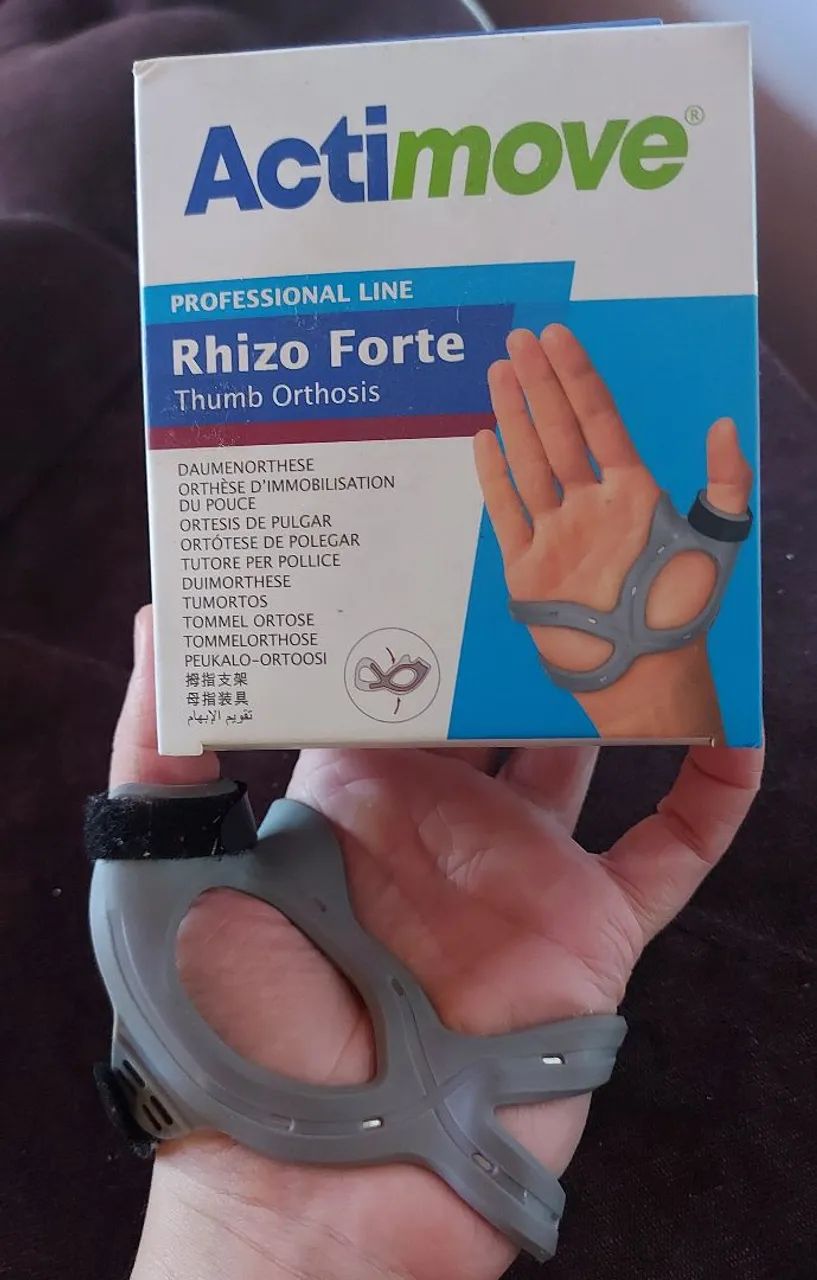 Actimove®
PROFESSIONAL LINE
Rhizo Forte
Thumb Orthosis
DAUMENORTHESE
ORTHÈSE D'IMMOBILISATION
DU POUCE
ORTESIS DE PULGAR
ORTÓTESE DE POLEGAR
TUTORE PER POLLICE
DUIMORTHESE
TUMORTOS
TOMMEL ORTOSE
TOMMELORTHOSE
PEUKALO-ORTOOSI
拇指支架
母指装具
تقويم الإبهام